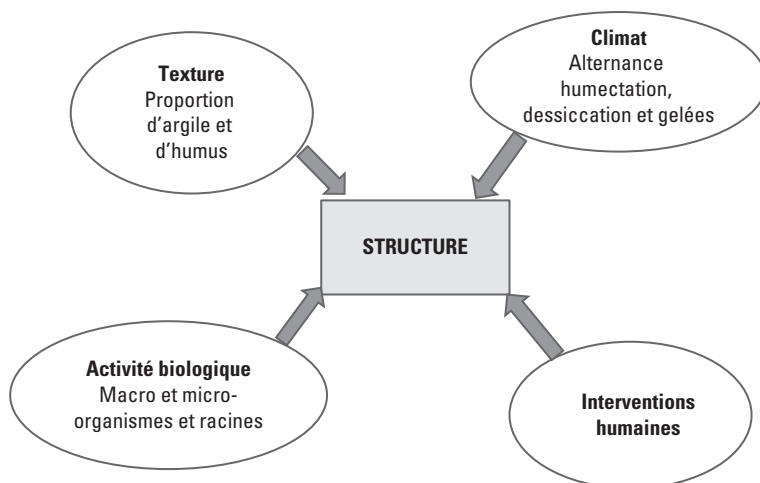 Texture
Proportion
d'argile et
d'humus
Climat
Alternance
humectation,
dessiccation et gelées
STRUCTURE
Activité biologique
Macro et micro-
organismes et racines
Interventions
humaines